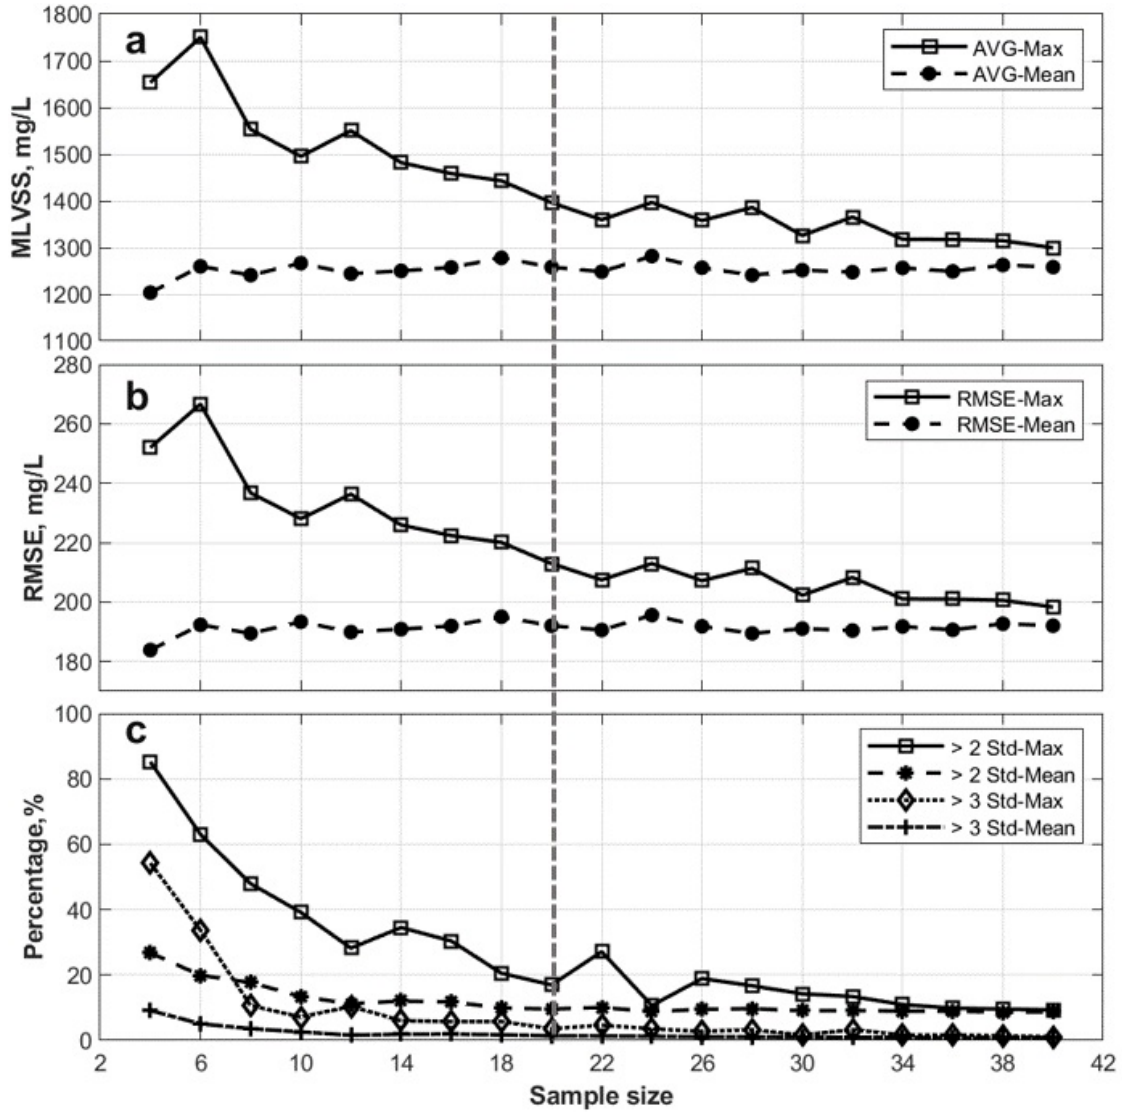 a
1800
1700
1600
1500
1400
1300
1200
1100
MLVSS, mg/L
AVG-Max
AVG-Mean
b
280
260
240
220
200
180
RMSE, mg/L
RMSE-Max
RMSE-Mean
c
100
80
60
40
20
0
Percentage,%
> 2 Std-Max
> 2 Std-Mean
> 3 Std-Max
> 3 Std-Mean
2 6 10 14 18 22 26 30 34 38 42
Sample size